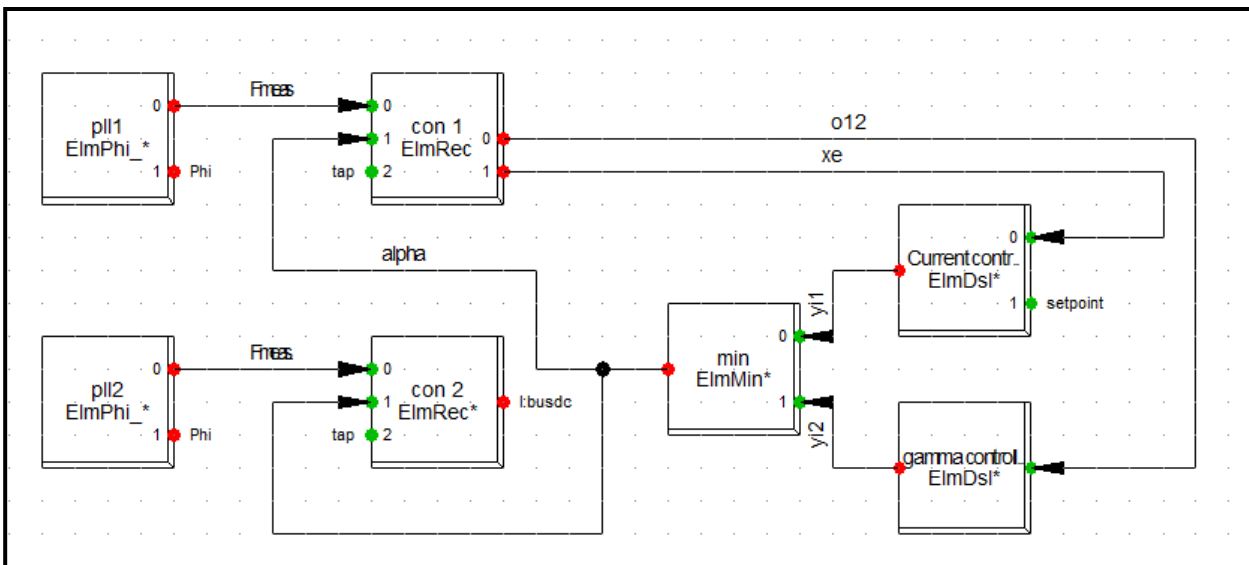 Fmeas
0
pll1
ElmPhi_*
1
Phi
0
1
tap
2
con 1
ElmRec
0
1
o12
xe
alpha
0
Current contr..
ElmDsl*
1
setpoint
yi1
min
ElmMin*
0
1
yi2
gamma controll..
ElmDsl*
Fmeas
0
pll2
ElmPhi_*
1
Phi
0
1
tap
2
con 2
ElmRec*
I:busdc